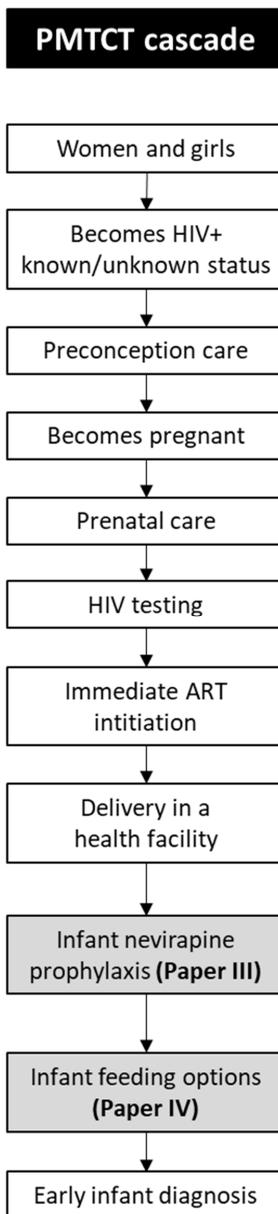 PMTCT cascade
Women and girls
Becomes HIV+
known/unknown status
Preconception care
Becomes pregnant
Prenatal care
HIV testing
Immediate ART
intitiation
Delivery in a
health facility
Infant nevirapine
prophylaxis (Paper III)
Infant feeding options
(Paper IV)
Early infant diagnosis